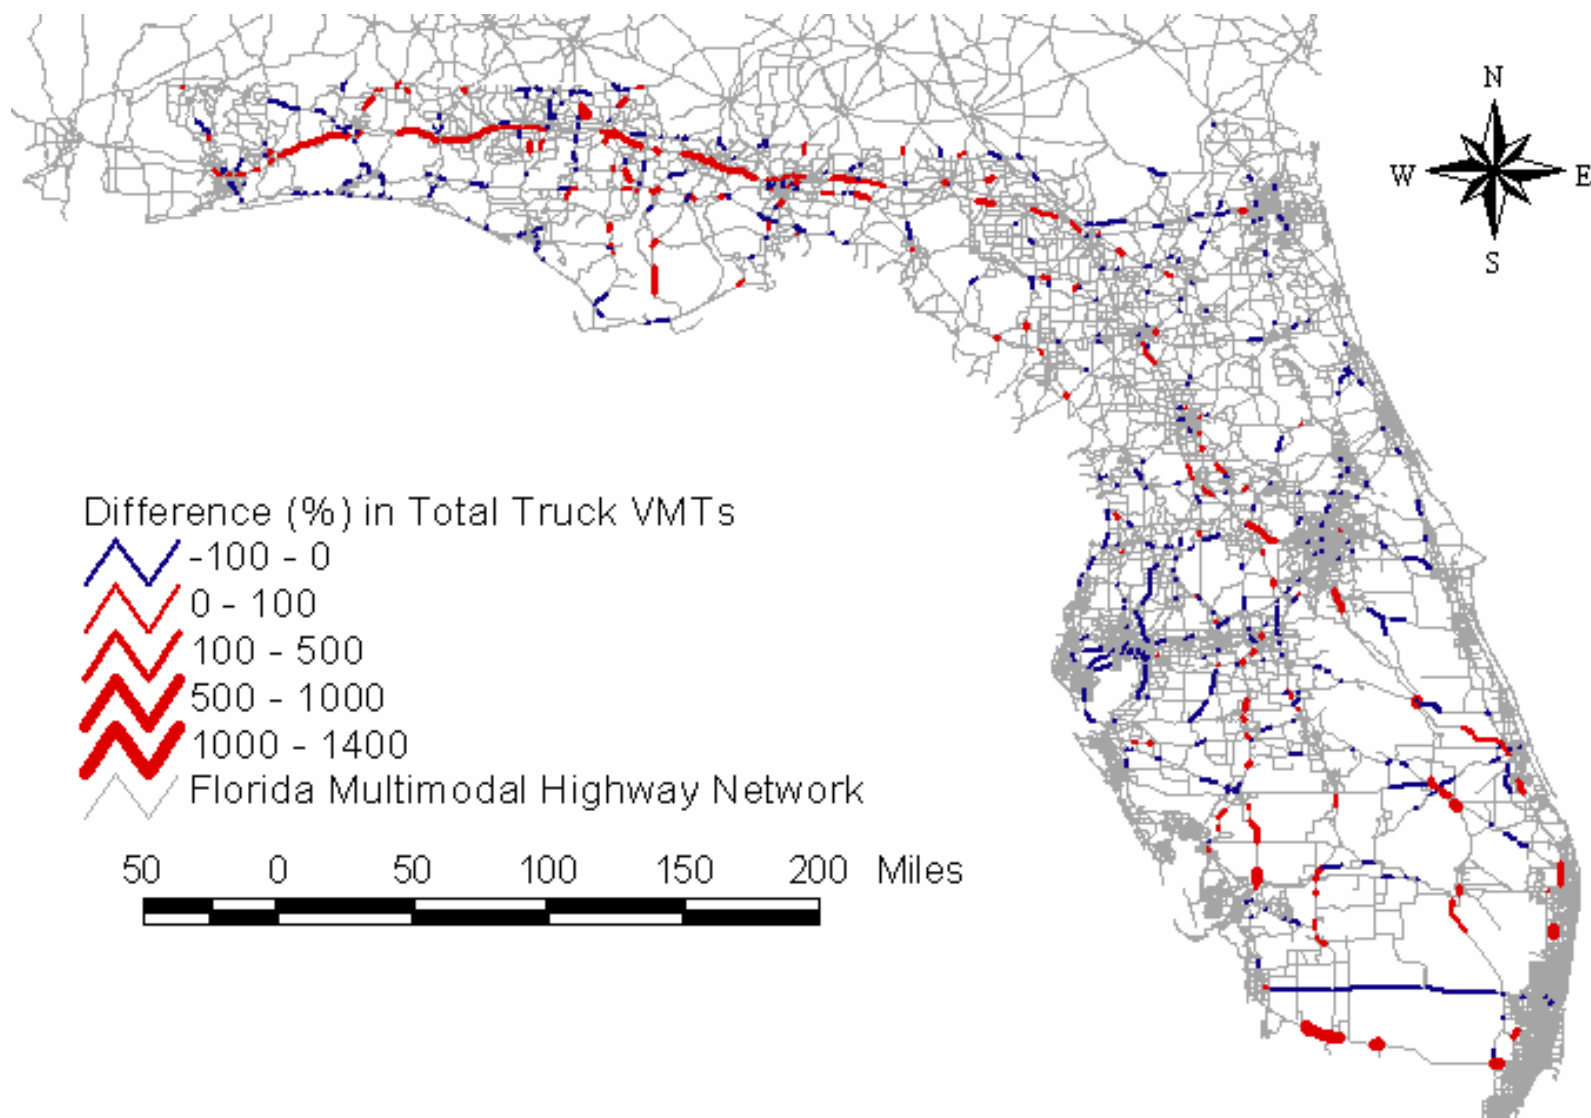 N
W E
S
Difference (%) in Total Truck VMTs
-100 - 0
0 - 100
100 - 500
500 - 1000
1000 - 1400
Florida Multimodal Highway Network
50 0 50 100 150 200 Miles